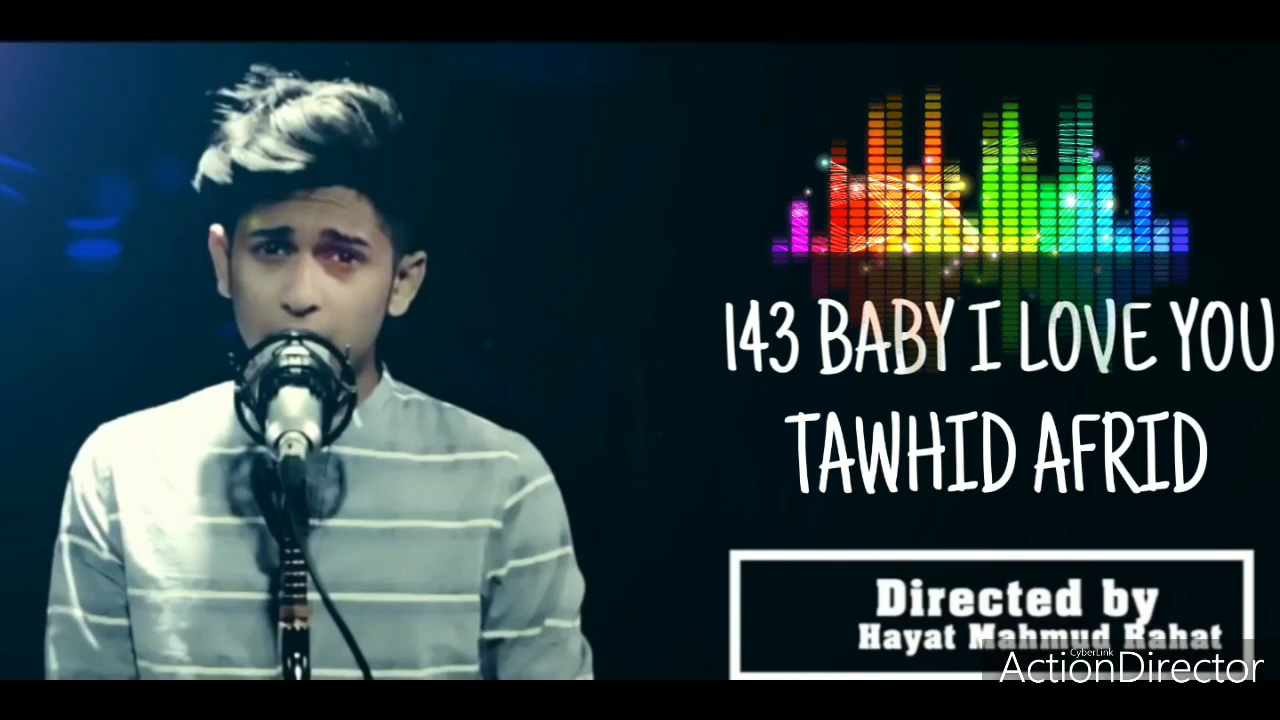 143 BABY I LOVE YOU
TAWHID AFRID
Directed by
Hayat Mahmud Rahat
CyberLink
ActionDirector